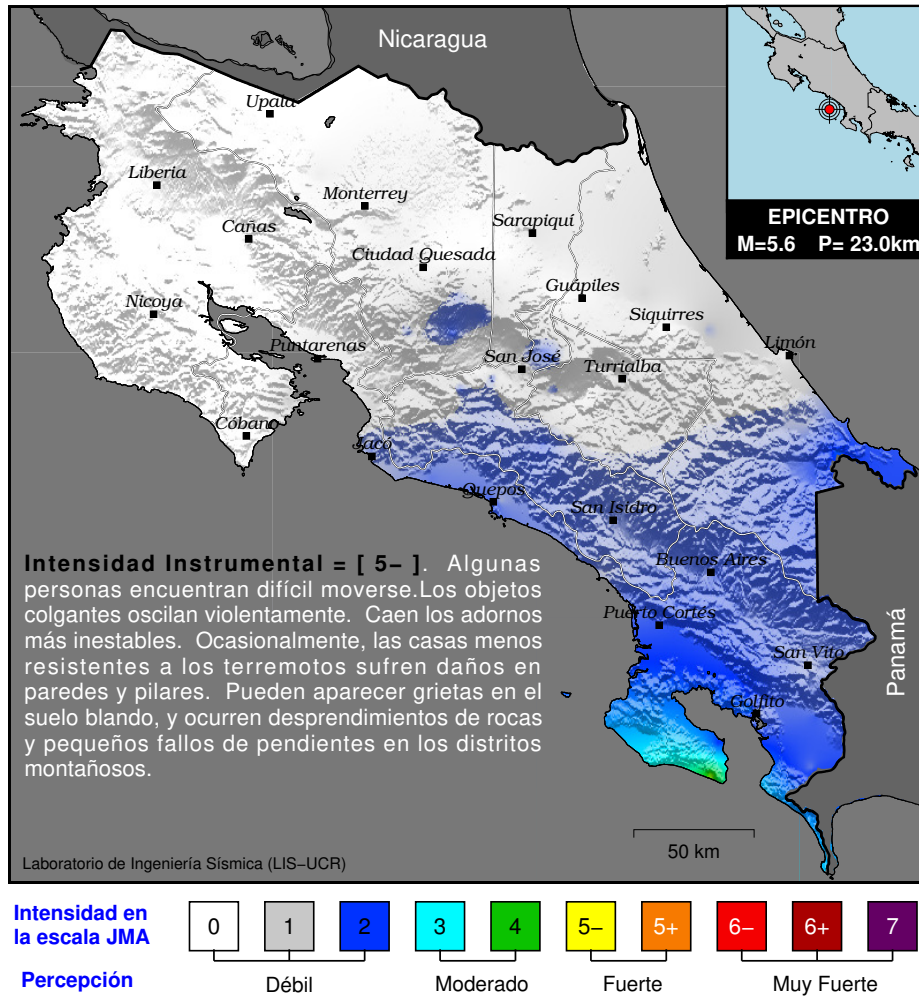 Nicaragua
Upala
Liberia
Monterrey
Cañas
Sarapiquí
Ciudad Quesada
Guápiles
Nicoya
Siquirres
Puntarenas
San José
Limón
Turrialba
Cóbano
Jacó
Quepos
San Isidro
Buenos Aires
Puerto Cortés
San Vito
Golfito
Panamá
EPICENTRO
M=5.6 P= 23.0km
Intensidad Instrumental = [ 5− ]. Algunas
personas encuentran difícil moverse.Los objetos
colgantes oscilan violentamente. Caen los adornos
más inestables. Ocasionalmente, las casas menos
resistentes a los terremotos sufren daños en
paredes y pilares. Pueden aparecer grietas en el
suelo blando, y ocurren desprendimientos de rocas
y pequeños fallos de pendientes en los distritos
montañosos.
50 km
Laboratorio de Ingeniería Sísmica (LIS−UCR)
Intensidad en
la escala JMA
0 1 2 3 4 5− 5+ 6− 6+ 7
Percepción
Débil Moderado Fuerte Muy Fuerte